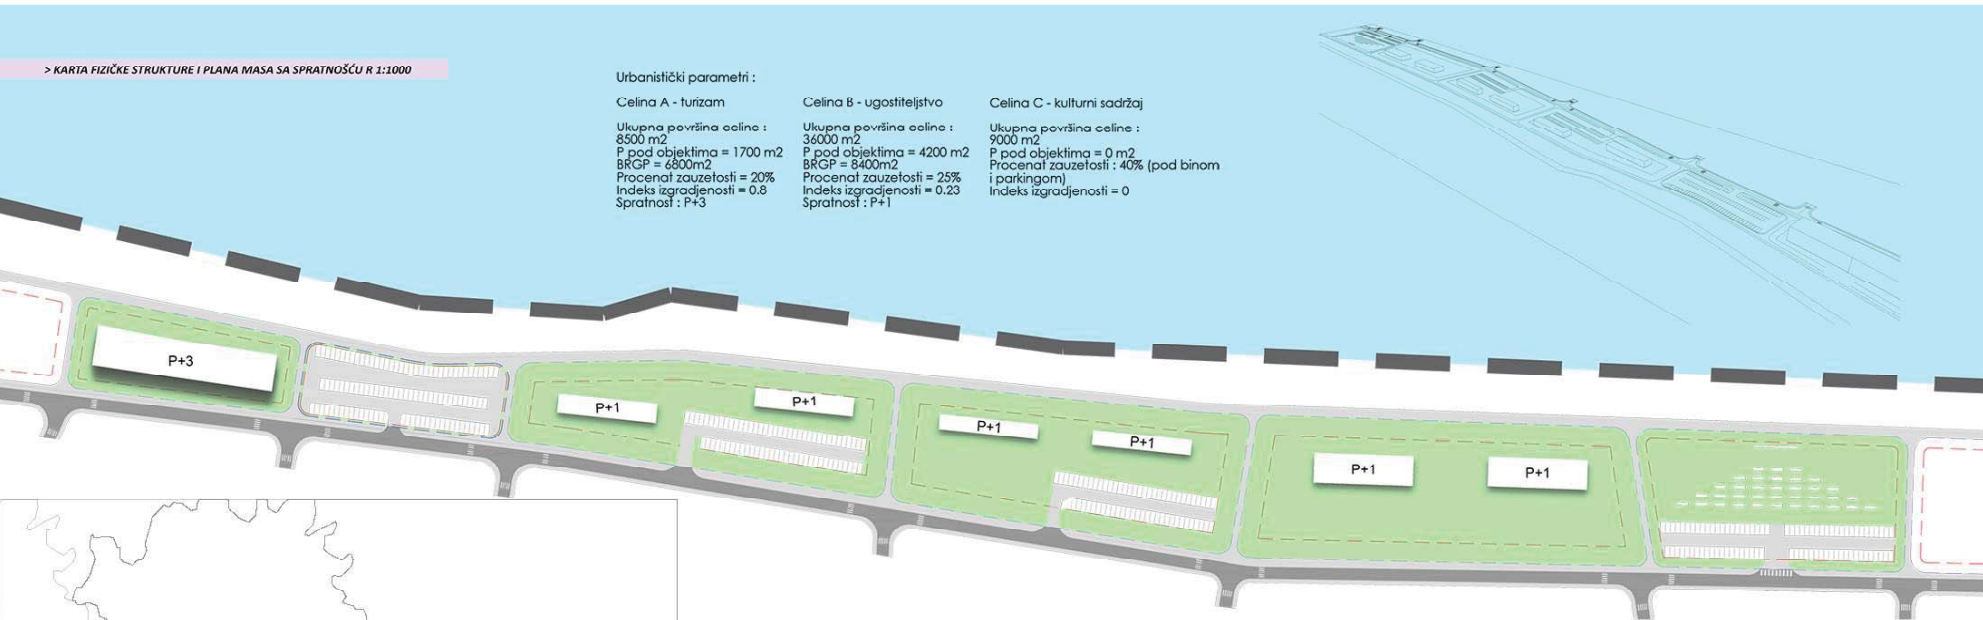 > KARTA FIZIČKE STRUKTURE I PLANA MASA SA SPRATNOŠĆU R 1:1000
Urbanistički parametri :
Celina A - turizam
Ukupna površina celine :
8500 m2
P pod objektima = 1700 m2
BRGP = 6800m2
Procenat zauzetosti = 20%
Indeks izgradjenosti = 0.8
Spratnost : P+3
Celina B - ugostiteljstvo
Ukupna površina celine :
36000 m2
P pod objektima = 4200 m2
BRGP = 8400m2
Procenat zauzetosti = 25%
Indeks izgradjenosti = 0.23
Spratnost : P+1
Celina C - kulturni sadržaj
Ukupna površina celine :
9000 m2
P pod objektima = 0 m2
Procenat zauzetosti : 40% (pod binom
i parkingom)
Indeks izgradjenosti = 0
P+3
P+1
P+1
P+1
P+1
P+1
P+1